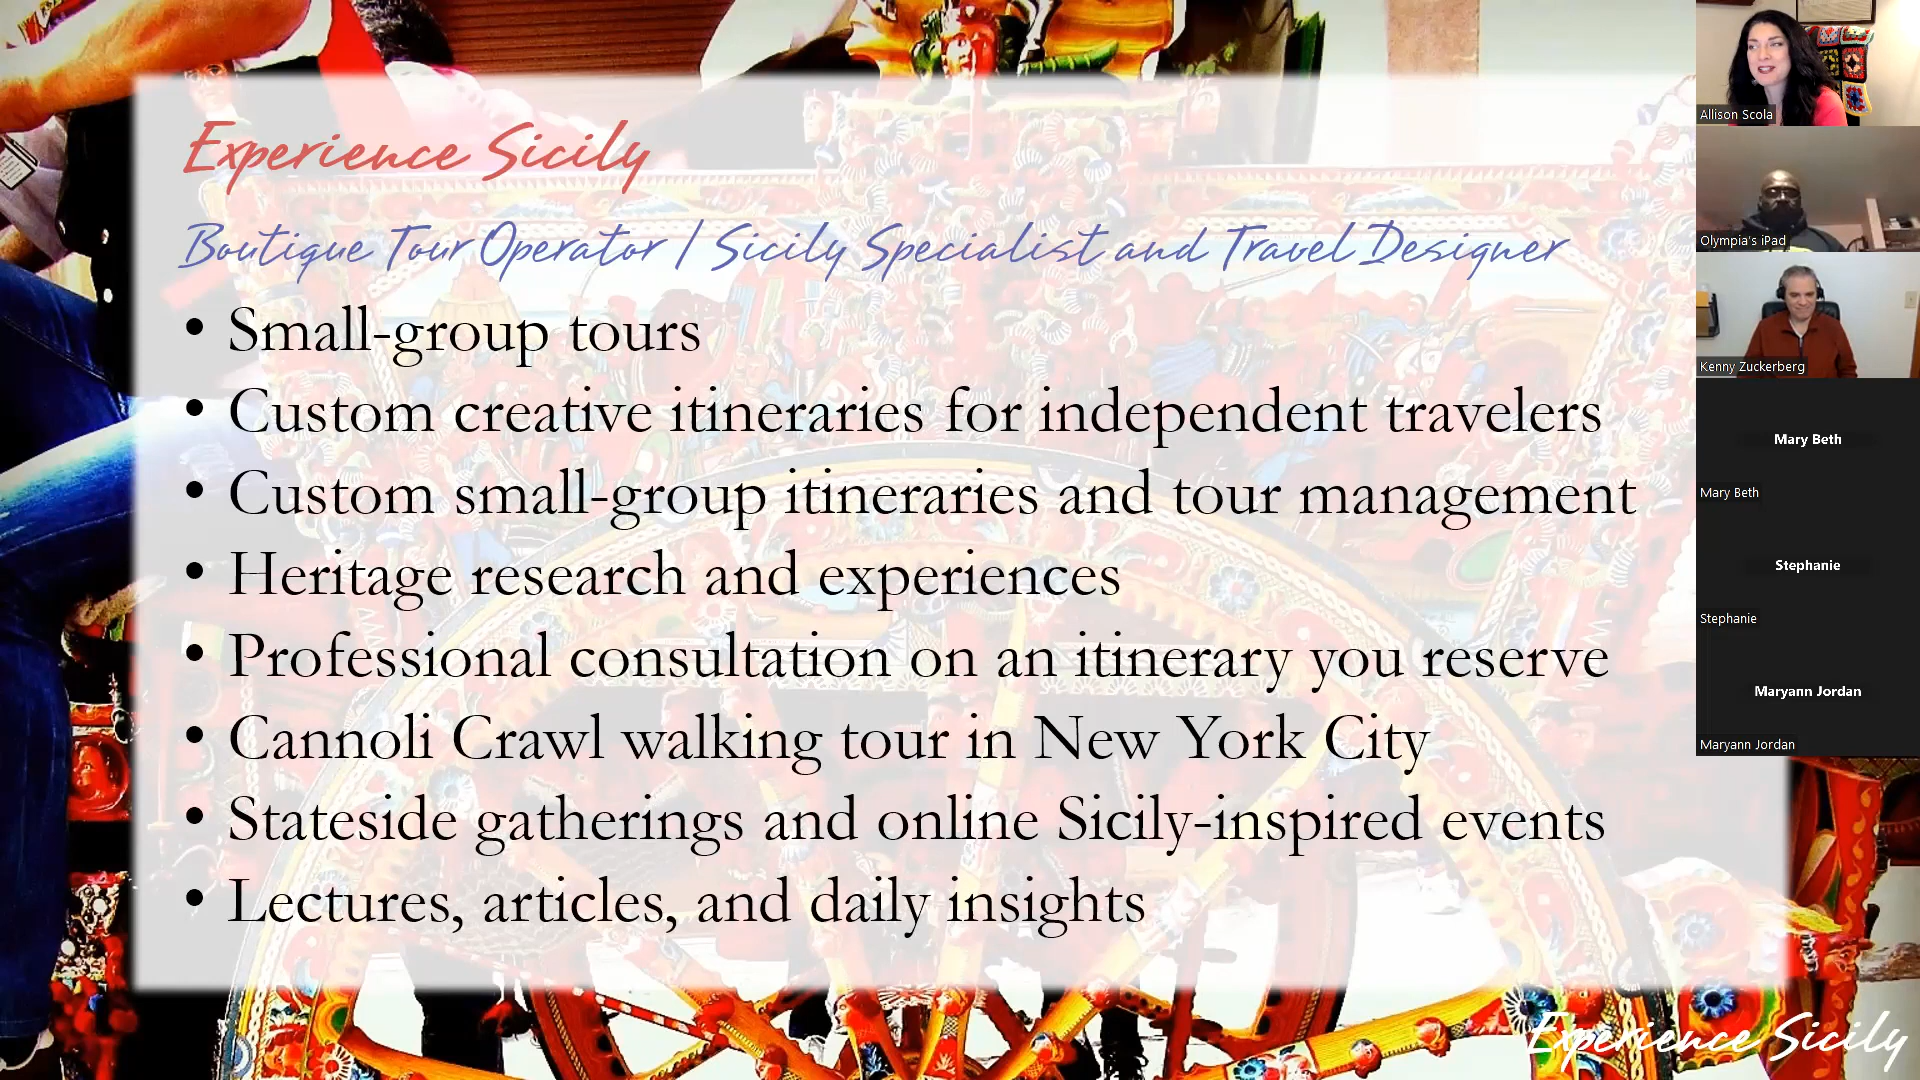 Experience Sicily
Boutique Tour Operator | Sicily Specialist and Travel Designer
• Small-group tours
• Custom creative itineraries for independent travelers
• Custom small-group itineraries and tour management
• Heritage research and experiences
• Professional consultation on an itinerary you reserve
• Cannoli Crawl walking tour in New York City
• Stateside gatherings and online Sicily-inspired events
• Lectures, articles, and daily insights
Experience Sicily
Allison Scola
Olympia's iPad
Kenny Zuckerberg
Mary Beth
Mary Beth
Stephanie
Stephanie
Maryann Jordan
Maryann Jordan